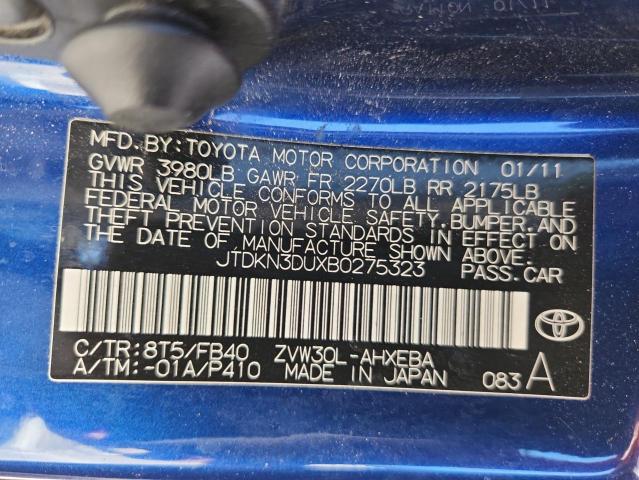 MFD. BY: TOYOTA MOTOR CORPORATION 01/11
GVWR 3980LB GAWR FR 2270LB RR 2175LB
THIS VEHICLE CONFORMS TO ALL APPLICABLE
FEDERAL MOTOR VEHICLE SAFETY, BUMPER, AND
THEFT PREVENTION STANDARDS IN EFFECT ON
THE DATE OF MANUFACTURE SHOWN ABOVE.
JTDKN3DUXB0275323 PASS.CAR
C/TR:8T5/FB40 ZVW30L-AHXEBA
A/TM:-01A/P410 MADE IN JAPAN 083 A